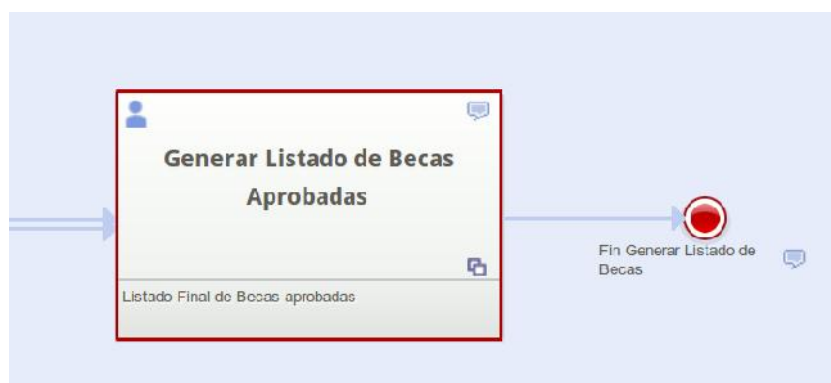 Generar Listado de Becas
Aprobadas
Listado Final de Becas aprobadas
Fin Generar Listado de
Becas